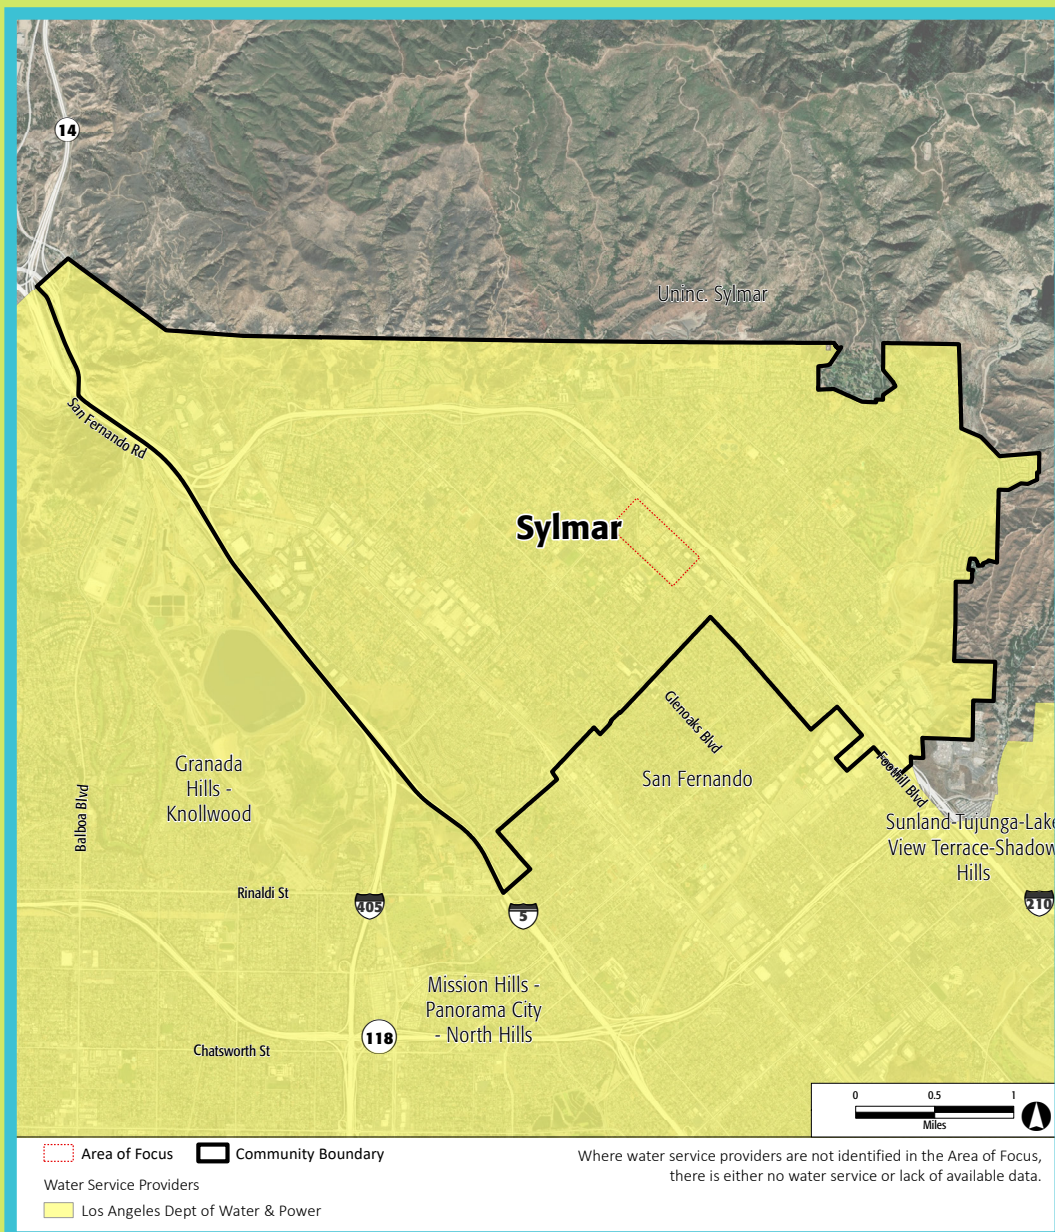 14
Uninc. Sylmar
San Fernando Rd
Sylmar
Glenoaks Blvd
San Fernando
Foothill Blvd
Granada
Hills -
Knollwood
Balboa Blvd
Sunland-Tujunga-Lake
View Terrace-Shadow
Hills
Rinaldi St
405
5
210
Mission Hills -
Panorama City
- North Hills
118
Chatsworth St
0 0.5 1
Miles
Area of Focus
Community Boundary
Where water service providers are not identified in the Area of Focus,
there is either no water service or lack of available data.
Water Service Providers
Los Angeles Dept of Water & Power